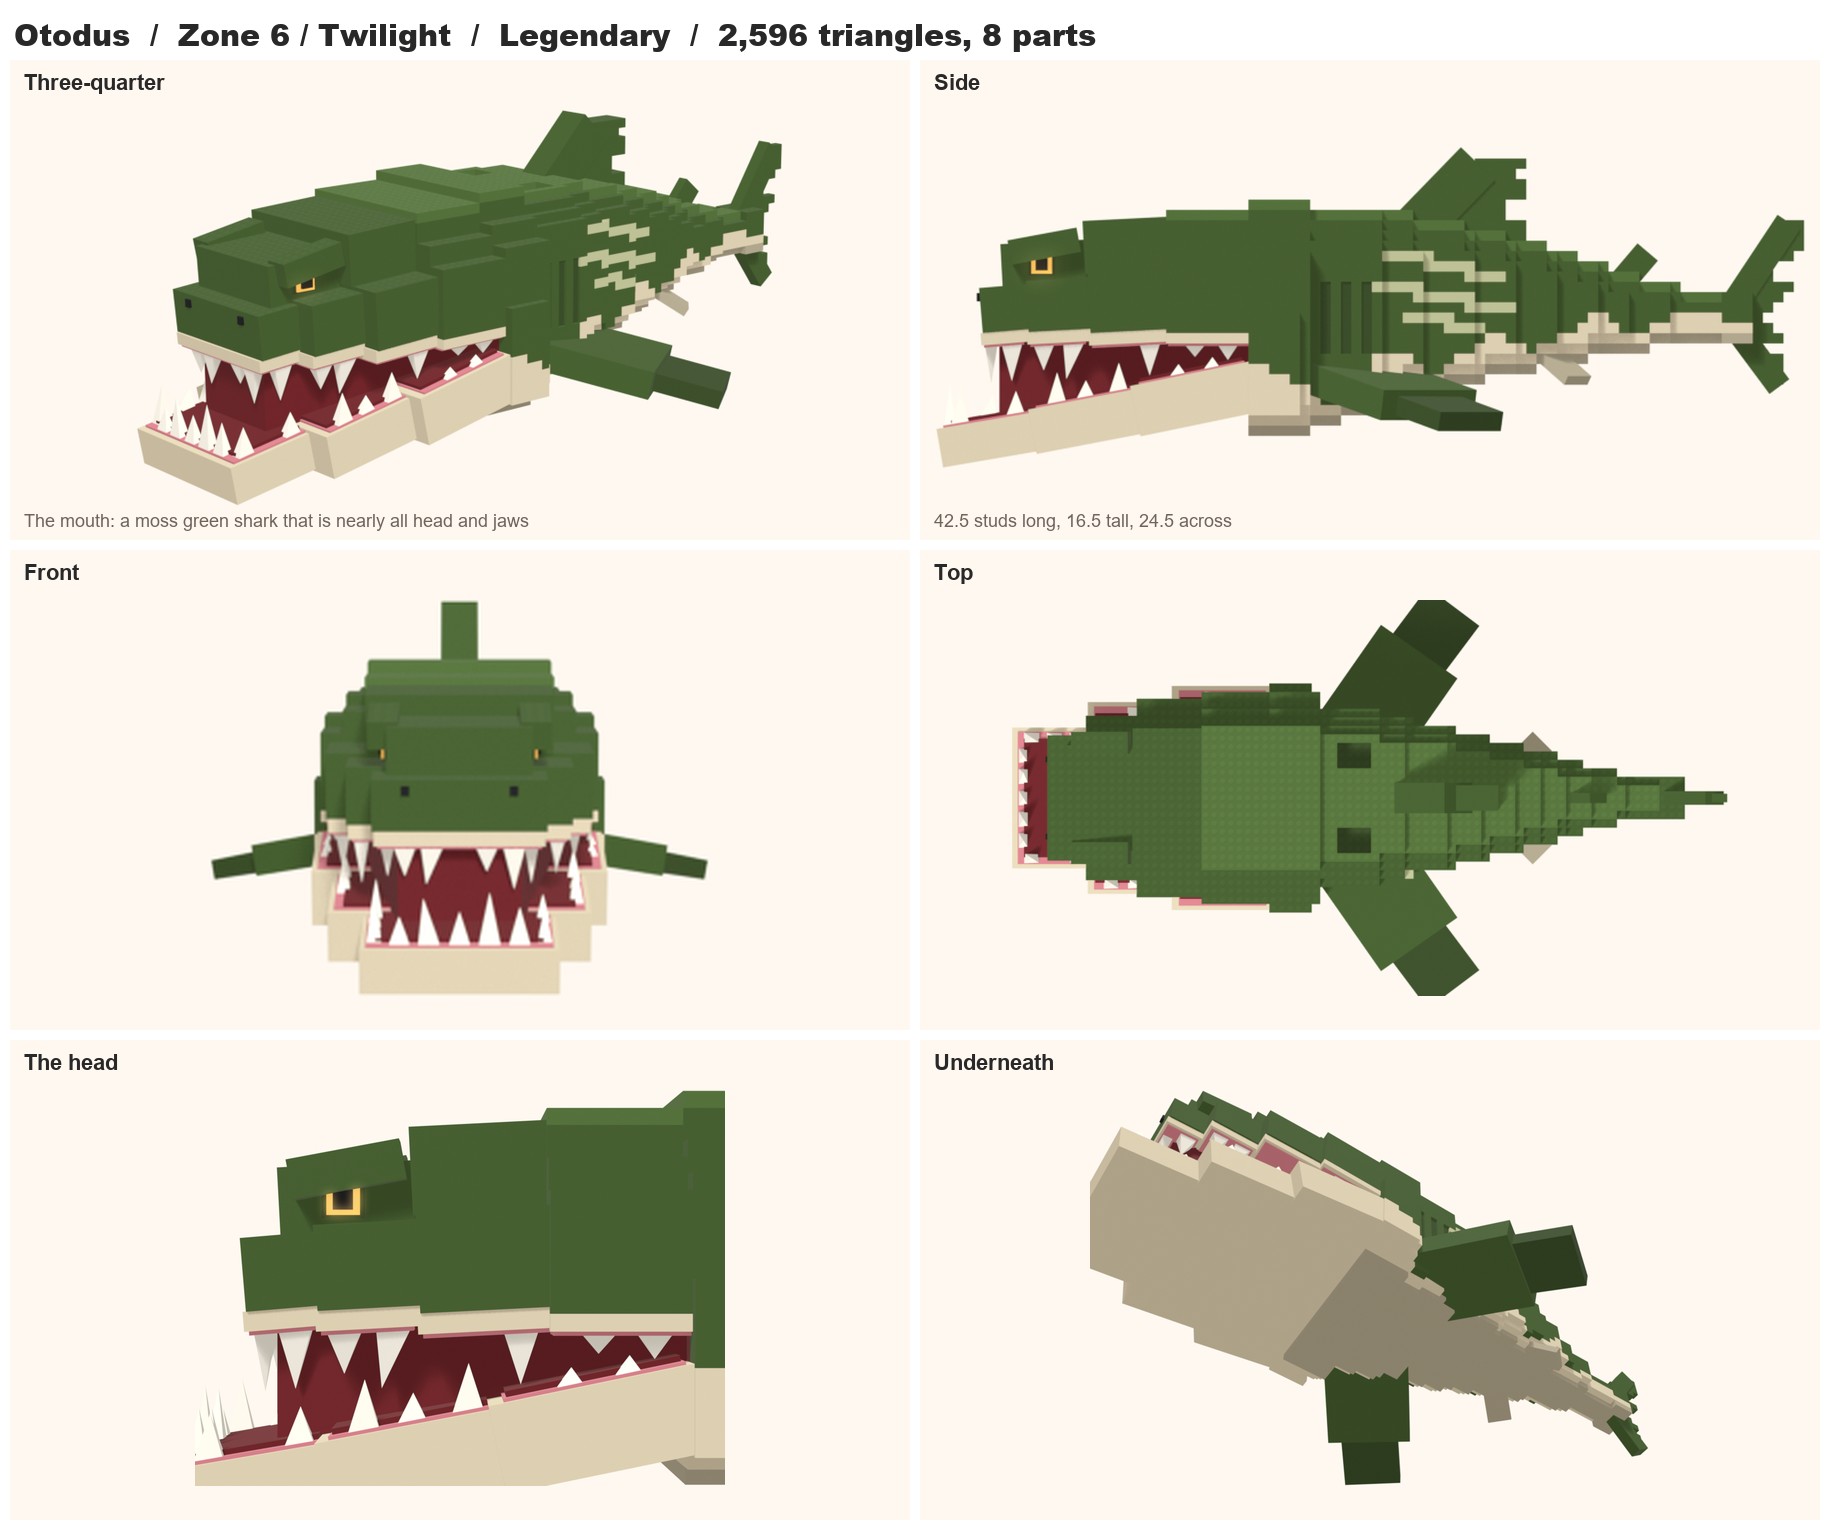 Otodus / Zone 6 / Twilight / Legendary / 2,596 triangles, 8 parts
Three-quarter
Side
The mouth: a moss green shark that is nearly all head and jaws
42.5 studs long, 16.5 tall, 24.5 across
Front
Top
The head
Underneath